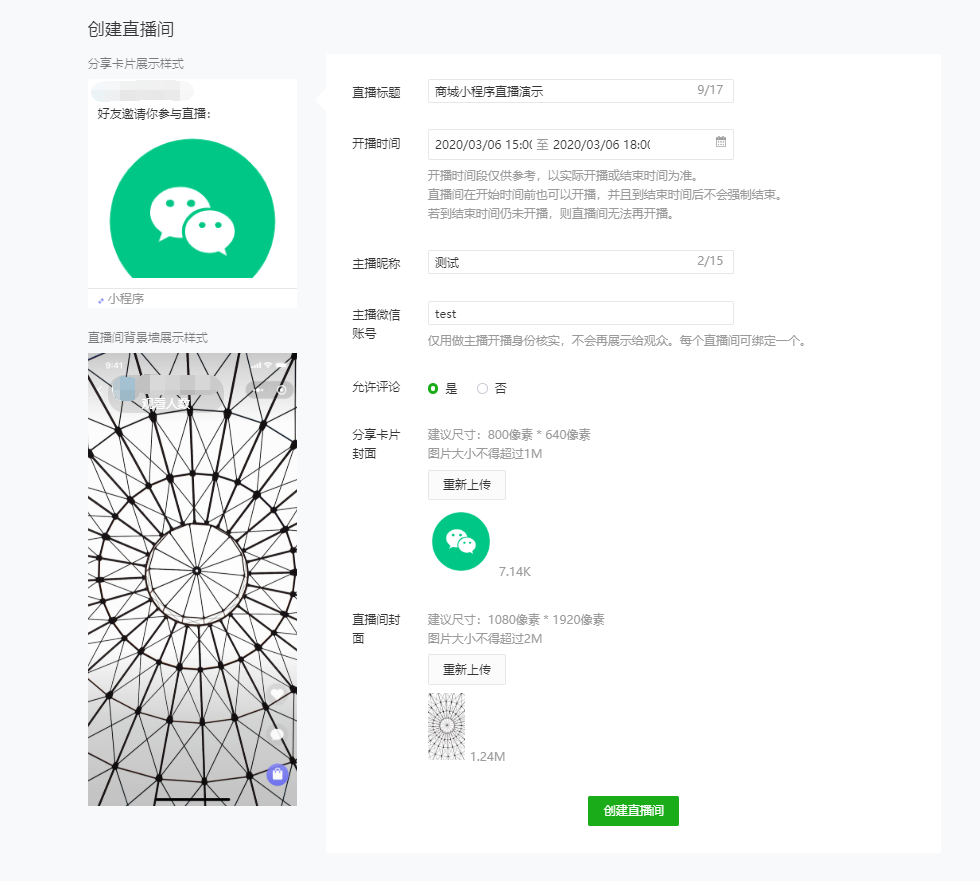 创建直播间
分享卡片展示样式
好友邀请你参与直播：
小程序
直播间背景墙展示样式
9:41
观看人数
直播标题
商城小程序直播演示
9/17
开播时间
2020/03/06 15:00 至 2020/03/06 18:00
开播时间段仅供参考，以实际开播或结束时间为准。
直播间在开始时间前也可以开播，并且到结束时间后不会强制结束。
若到结束时间仍未开播，则直播间无法再开播。
主播昵称
测试
2/15
主播微信
账号
test
仅用做主播开播身份核实，不会再展示给观众。每个直播间可绑定一个。
允许评论
是
否
分享卡片
封面
建议尺寸：800像素 * 640像素
图片大小不得超过1M
重新上传
7.14K
直播间封
面
建议尺寸：1080像素 * 1920像素
图片大小不得超过2M
重新上传
1.24M
创建直播间